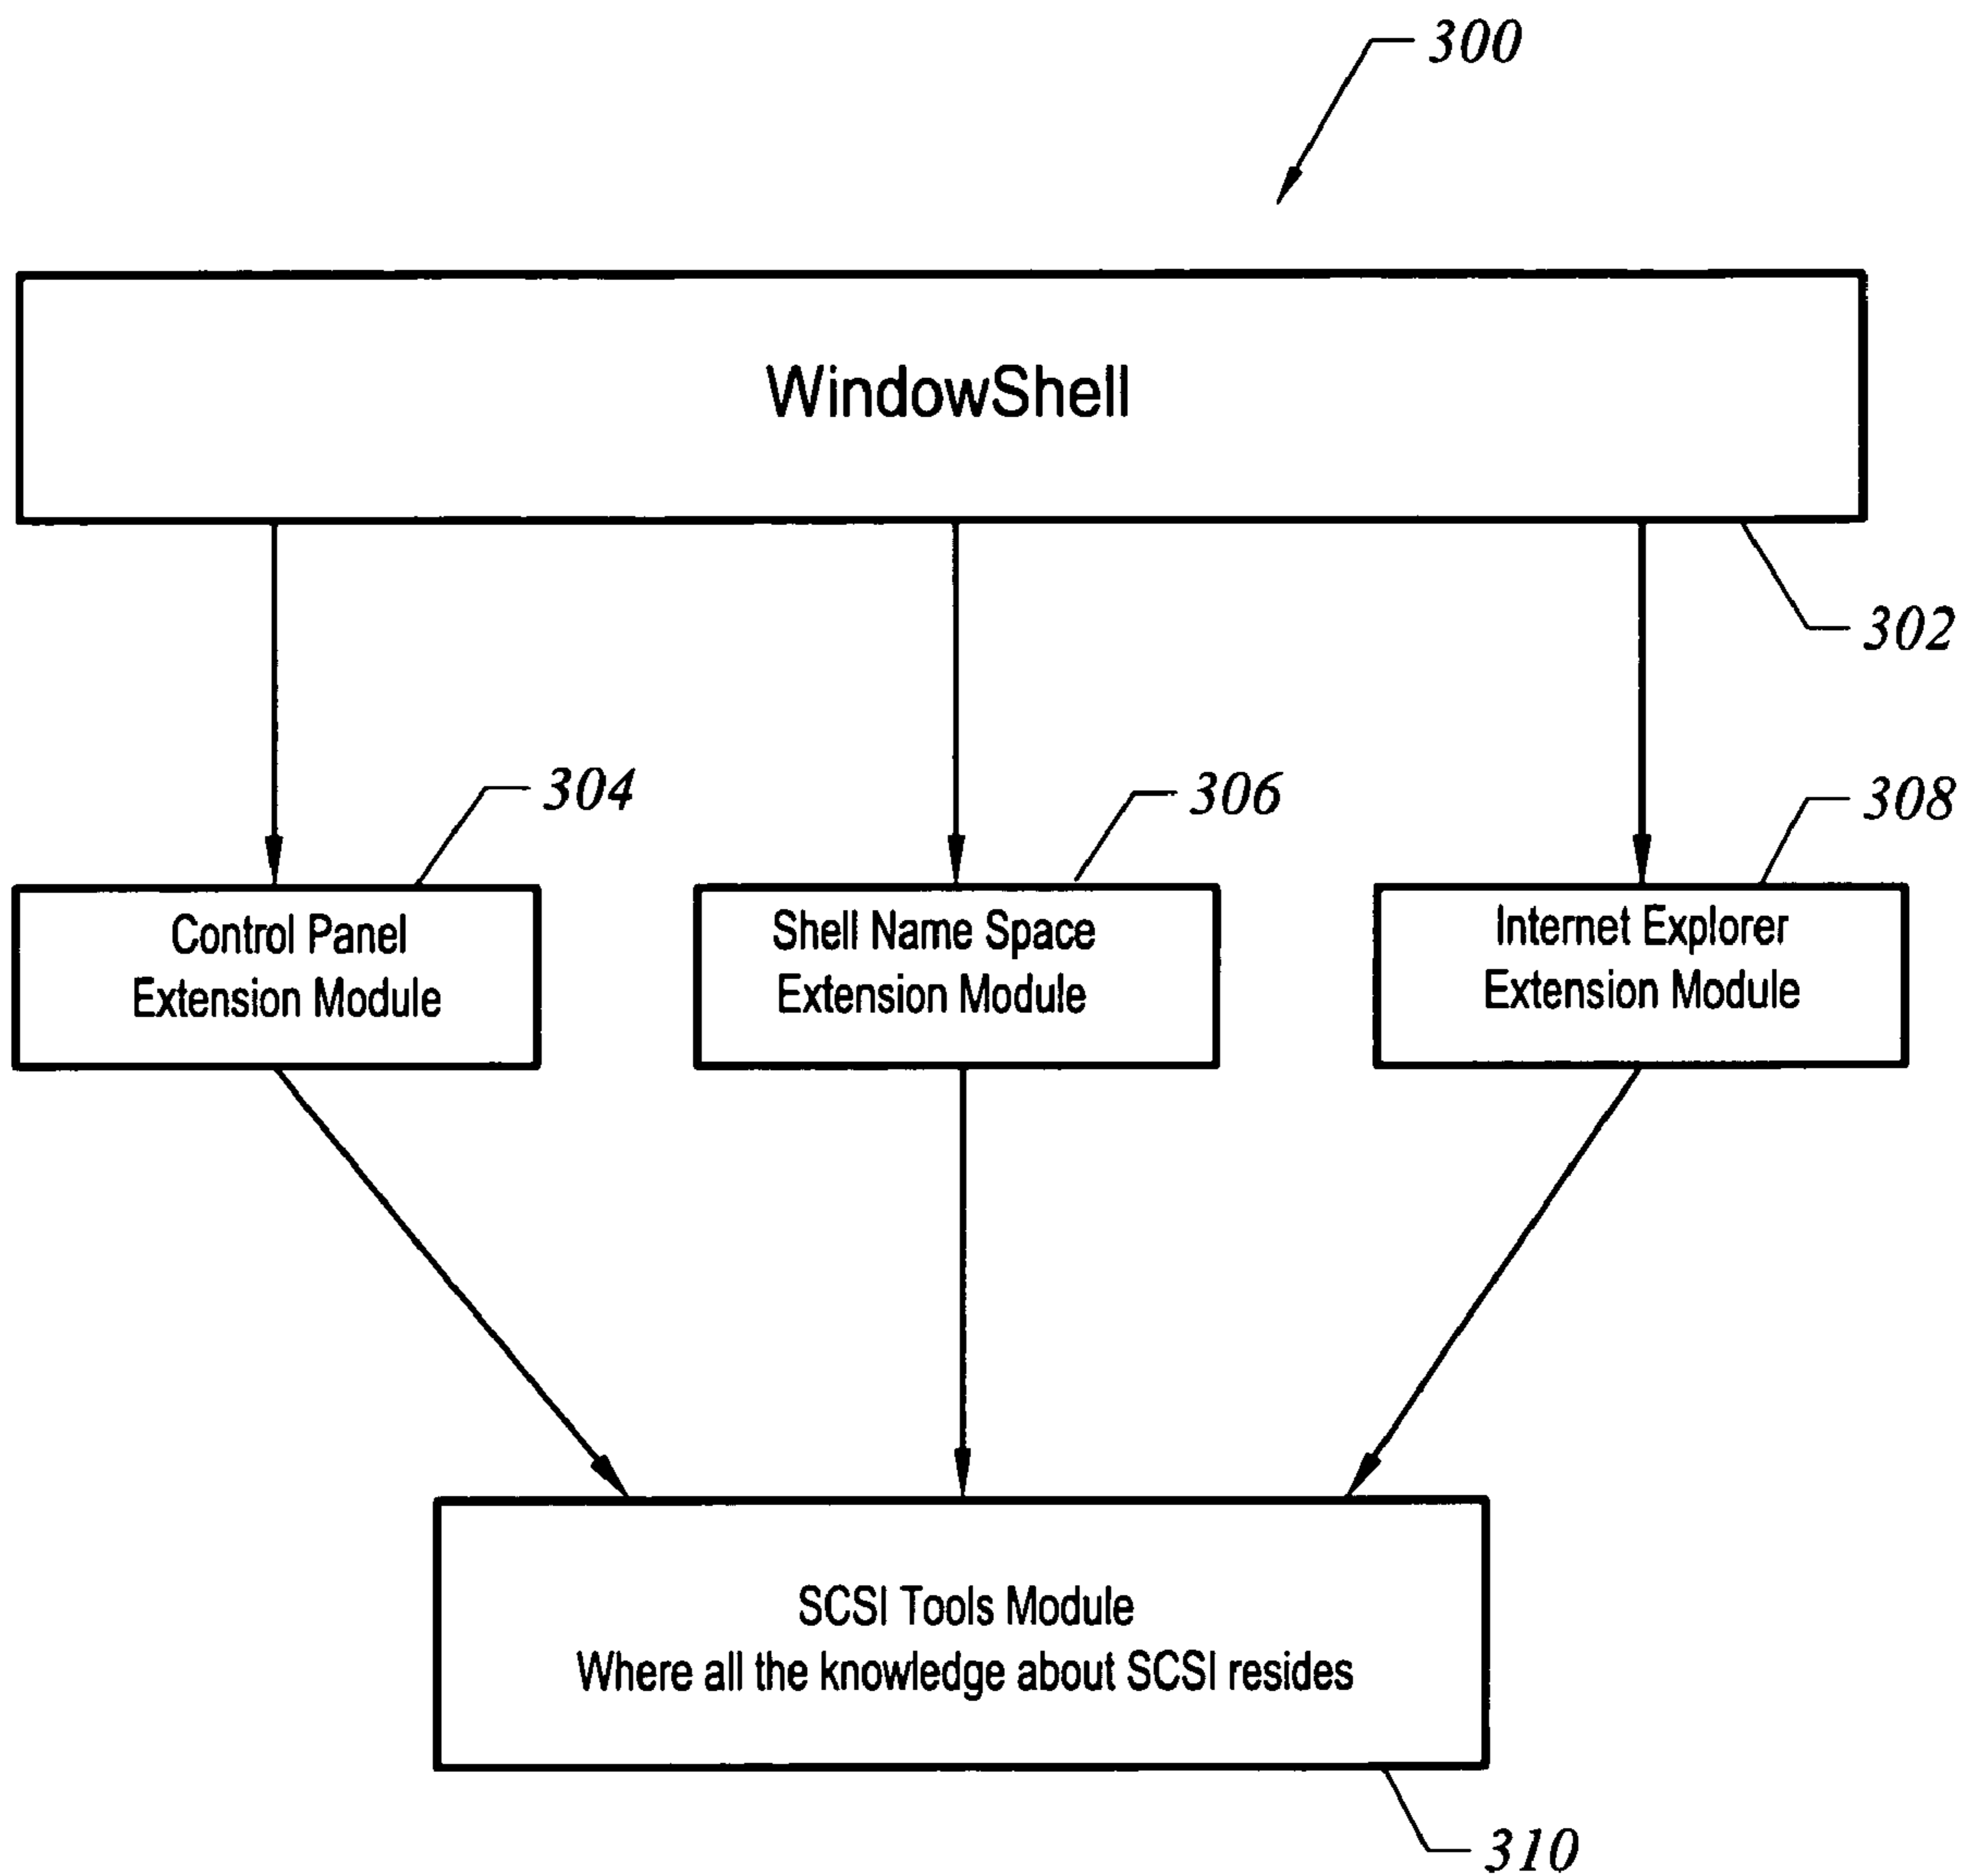 300
WindowShell
302
304
306
308
Control Panel
Extension Module
Shell Name Space
Extension Module
Internet Explorer
Extension Module
SCSI Tools Module
Where all the knowledge about SCSI resides
310